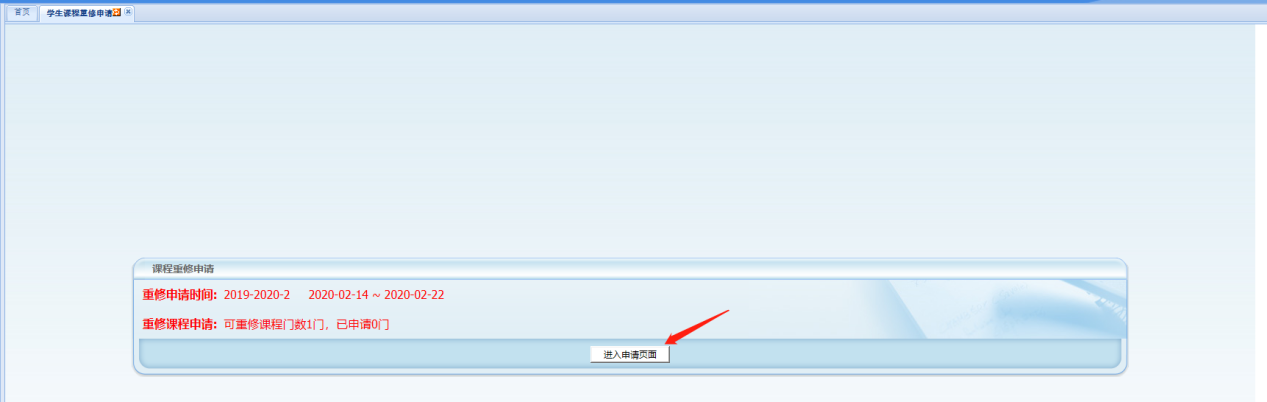 首页 学生课程重修申请
课程重修申请
重修申请时间: 2019-2020-2 2020-02-14 ~ 2020-02-22
重修课程申请: 可重修课程门数1门，已申请0门
进入申请页面